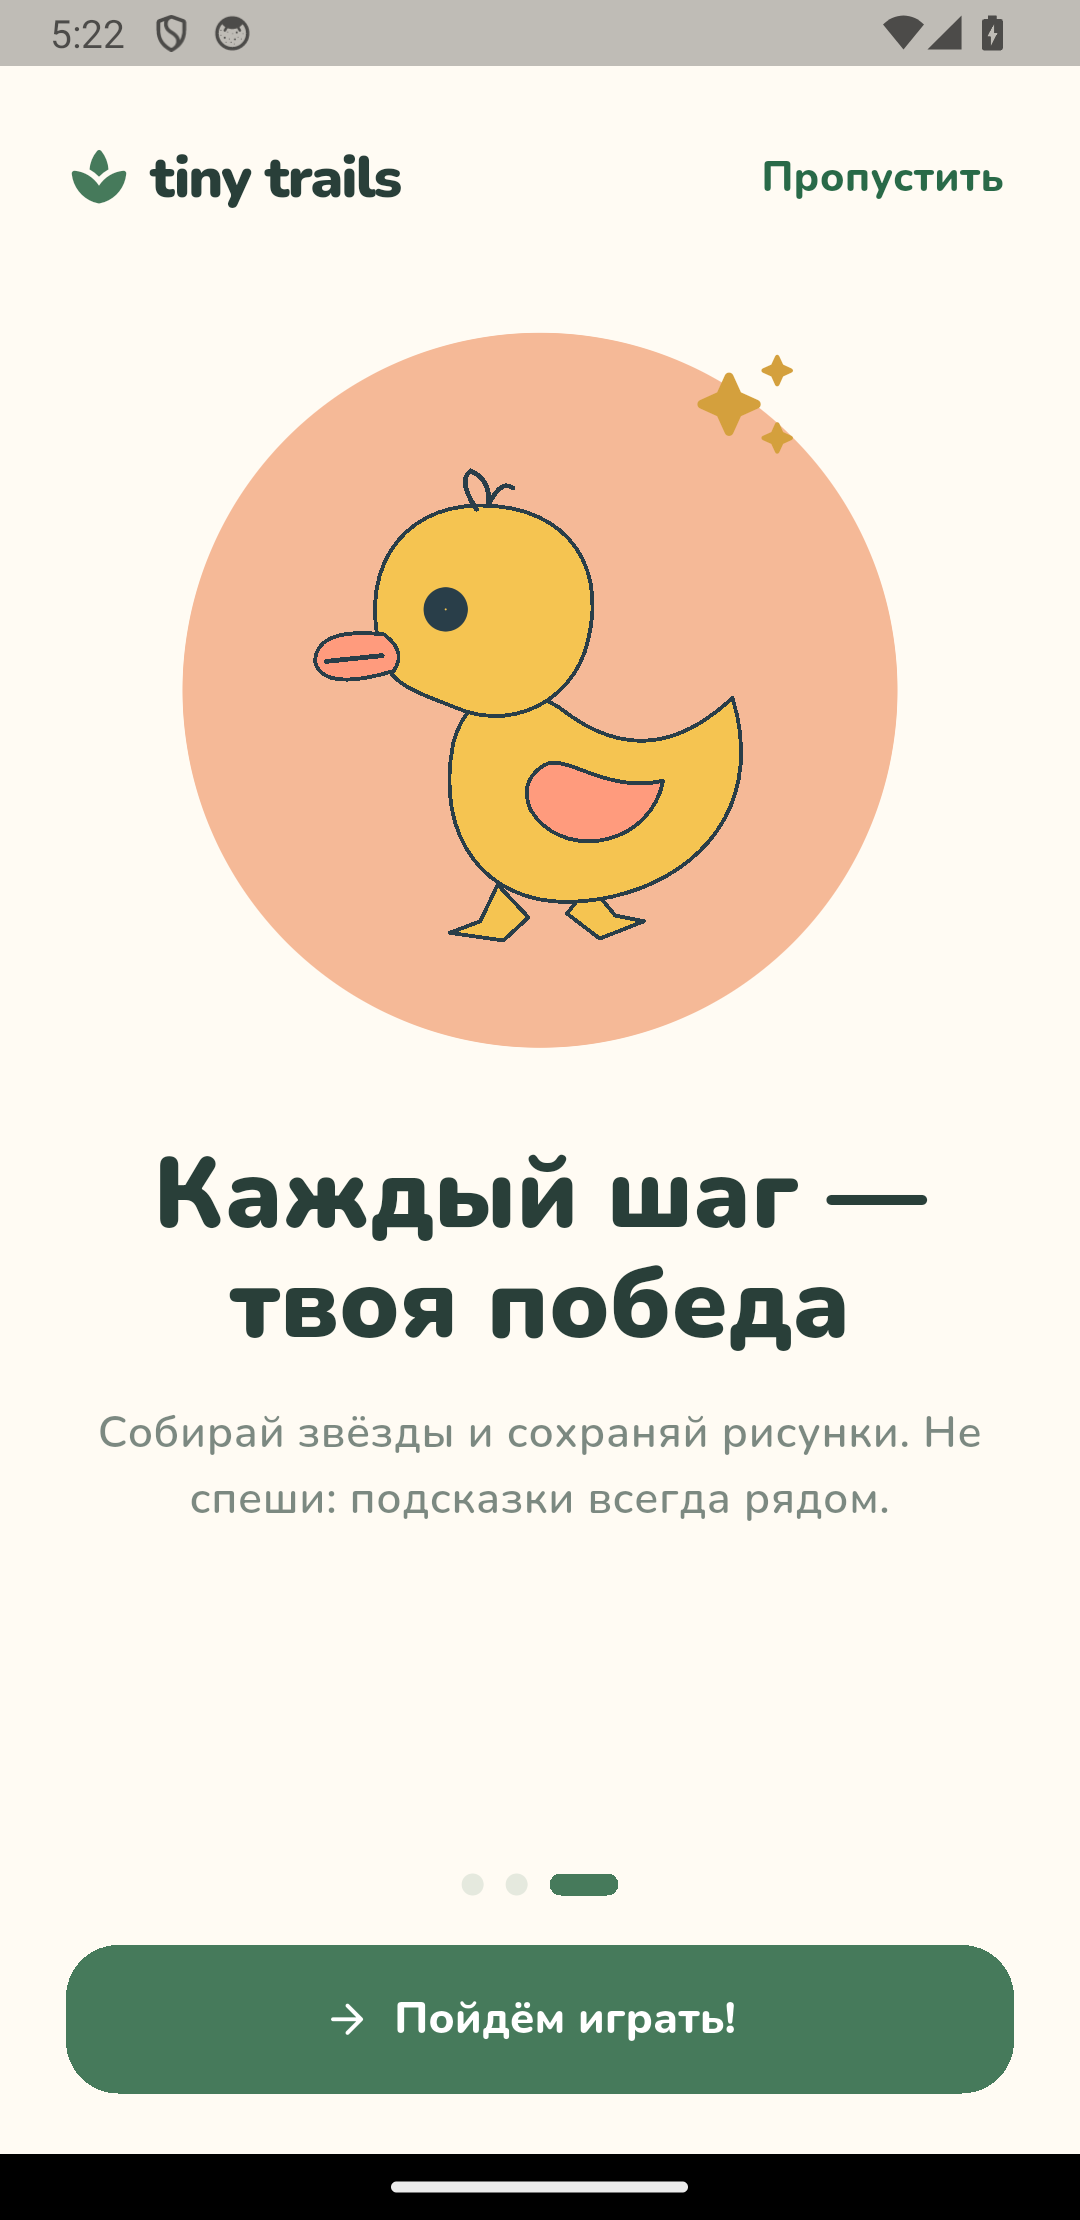 5:22
tiny trails
Пропустить
Каждый шаг —
твоя победа
Собирай звёзды и сохраняй рисунки. Не
спеши: подсказки всегда рядом.
Пойдём играть!